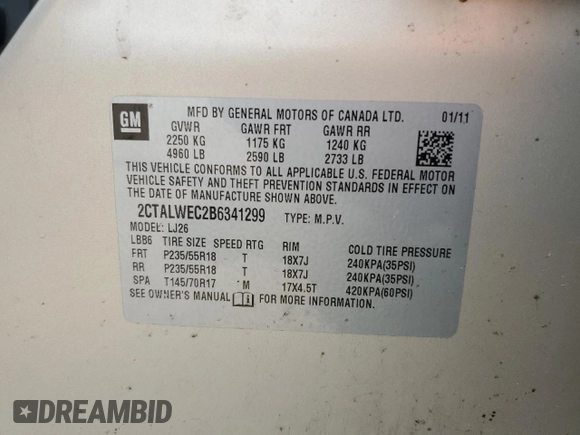 GM
MFD BY GENERAL MOTORS OF CANADA LTD. 01/11
GVWR GAWR FRT GAWR RR
2250 KG 1175 KG 1240 KG
4960 LB 2590 LB 2733 LB
THIS VEHICLE CONFORMS TO ALL APPLICABLE U.S. FEDERAL MOTOR
VEHICLE SAFETY AND THEFT PREVENTION STANDARDS IN EFFECT ON
THE DATE OF MANUFACTURE SHOWN ABOVE.
2CTALWEC2B6341299 TYPE: M.P.V.
MODEL: LJ26
LBB6 TIRE SIZE SPEED RTG RIM COLD TIRE PRESSURE
FRT P235/55R18 T 18X7J 240KPA(35PSI)
RR P235/55R18 T 18X7J 240KPA(35PSI)
SPA T145/70R17 M 17X4.5T 420KPA(60PSI)
SEE OWNER'S MANUAL FOR MORE INFORMATION
DREAMBID